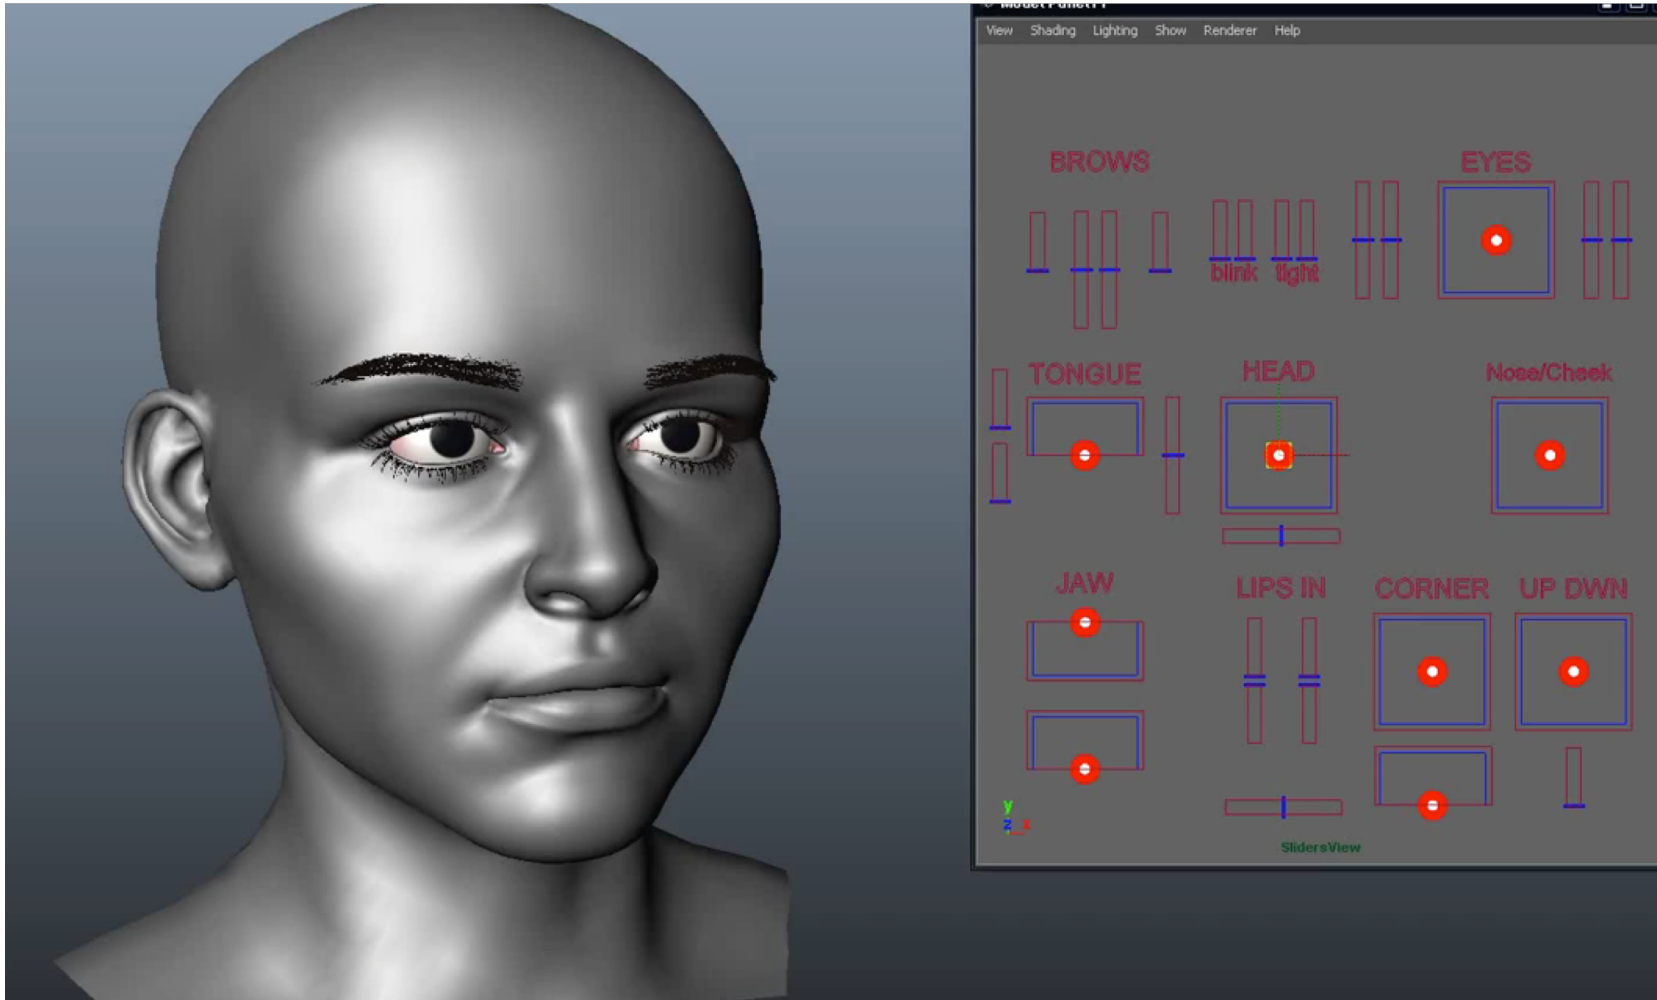 View Shading Lighting Show Renderer Help
BROWS
EYES
blink tight
TONGUE
HEAD
Nose/Cheek
JAW
LIPS IN
CORNER
UP DWN
y
z x
SlidersView